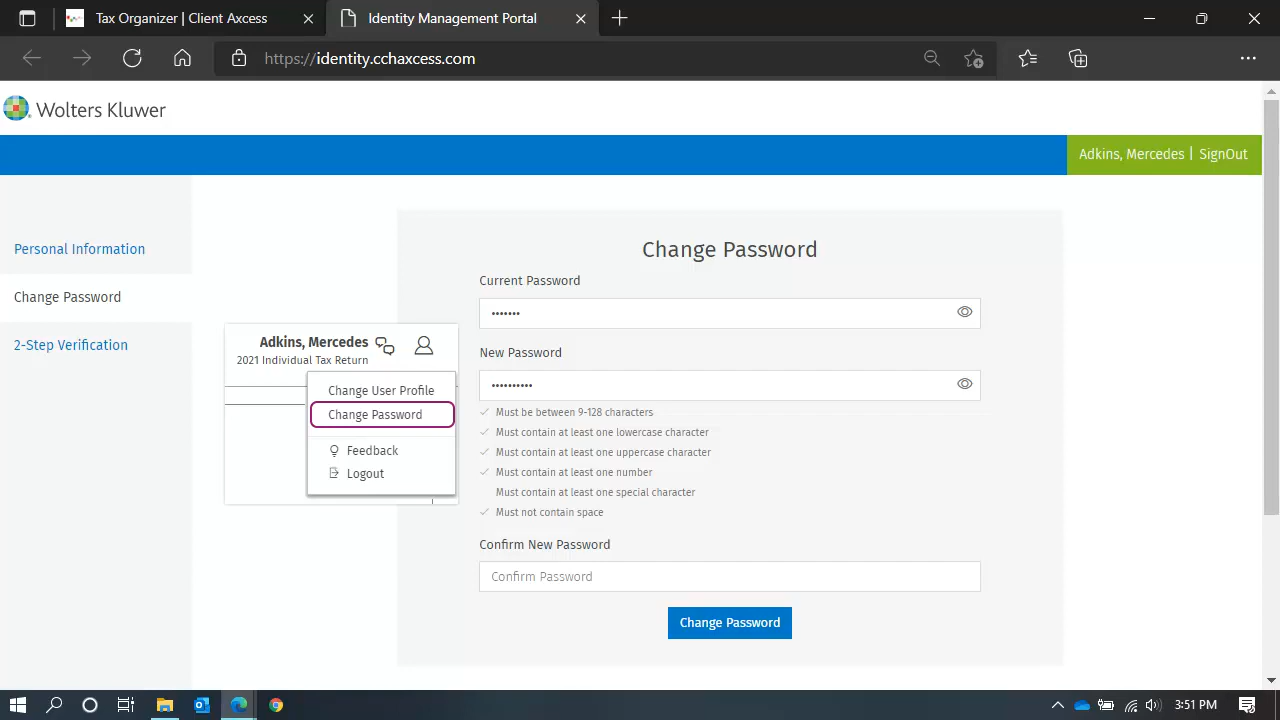 Tax Organizer | Client Axcess
Identity Management Portal
https://identity.cchaxcess.com
Wolters Kluwer
Adkins, Mercedes | SignOut
Personal Information
Change Password
2-Step Verification
Adkins, Mercedes
2021 Individual Tax Return
Change User Profile
Change Password
Feedback
Logout
Change Password
Current Password
•••••••
New Password
••••••••••
Must be between 9-128 characters
Must contain at least one lowercase character
Must contain at least one uppercase character
Must contain at least one number
Must contain at least one special character
Must not contain space
Confirm New Password
Confirm Password
Change Password
3:51 PM